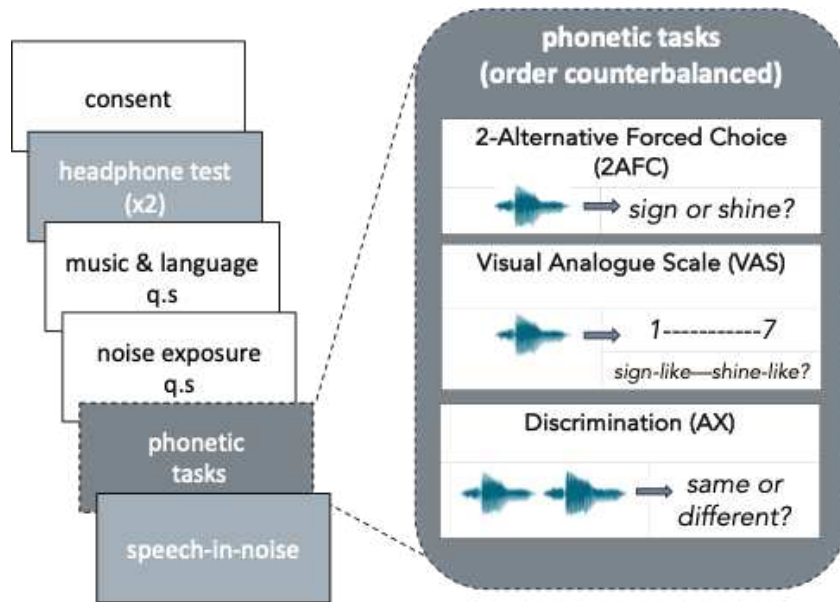 consent
headphone test
(x2)
music & language
q.s
noise exposure
q.s
phonetic
tasks
speech-in-noise
phonetic tasks
(order counterbalanced)
2-Alternative Forced Choice
(2AFC)
sign or shine?
Visual Analogue Scale (VAS)
1-----------7
sign-like—shine-like?
Discrimination (AX)
same or
different?